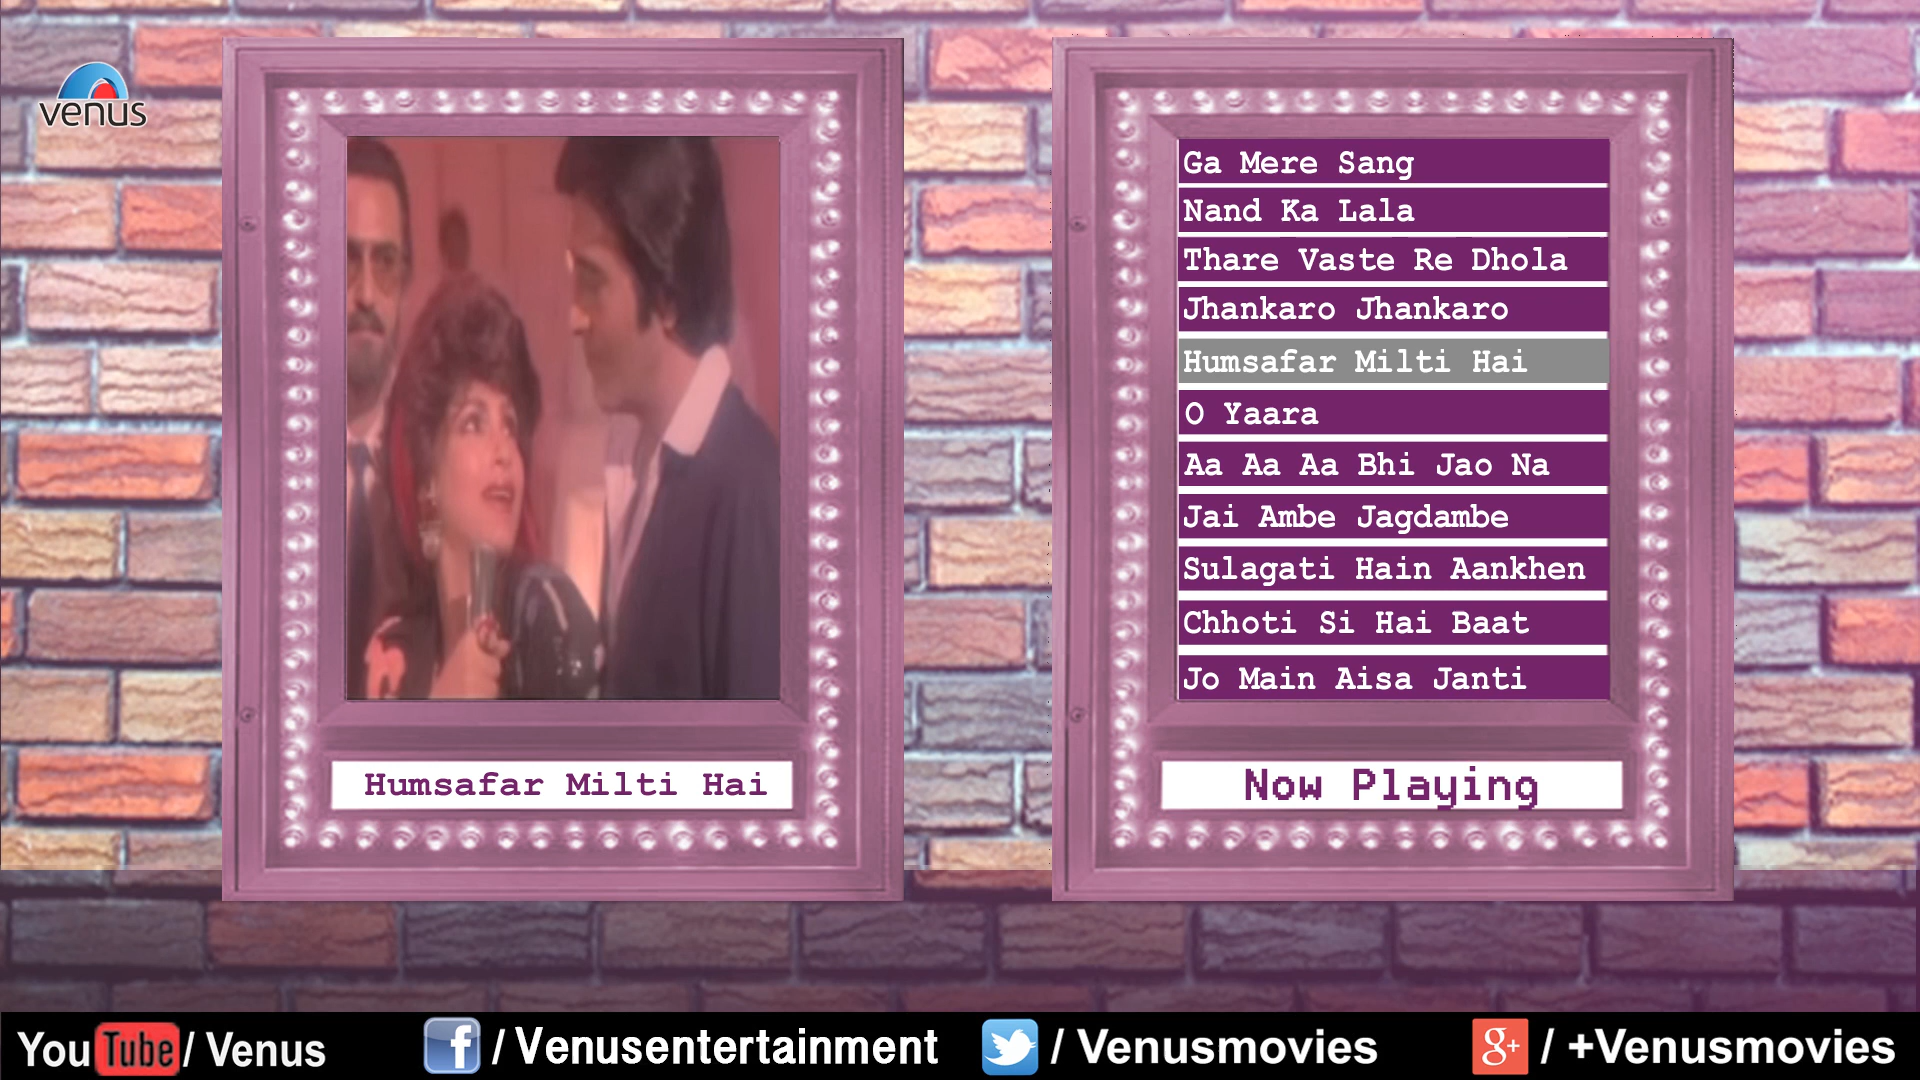 venus
Ga Mere Sang
Nand Ka Lala
Thare Vaste Re Dhola
Jhankaro Jhankaro
Humsafar Milti Hai
O Yaara
Aa Aa Aa Bhi Jao Na
Jai Ambe Jagdambe
Sulagati Hain Aankhen
Chhoti Si Hai Baat
Jo Main Aisa Janti
Humsafar Milti Hai
Now Playing
YouTube / Venus
f / Venusentertainment
/ Venusmovies
g+ / +Venusmovies